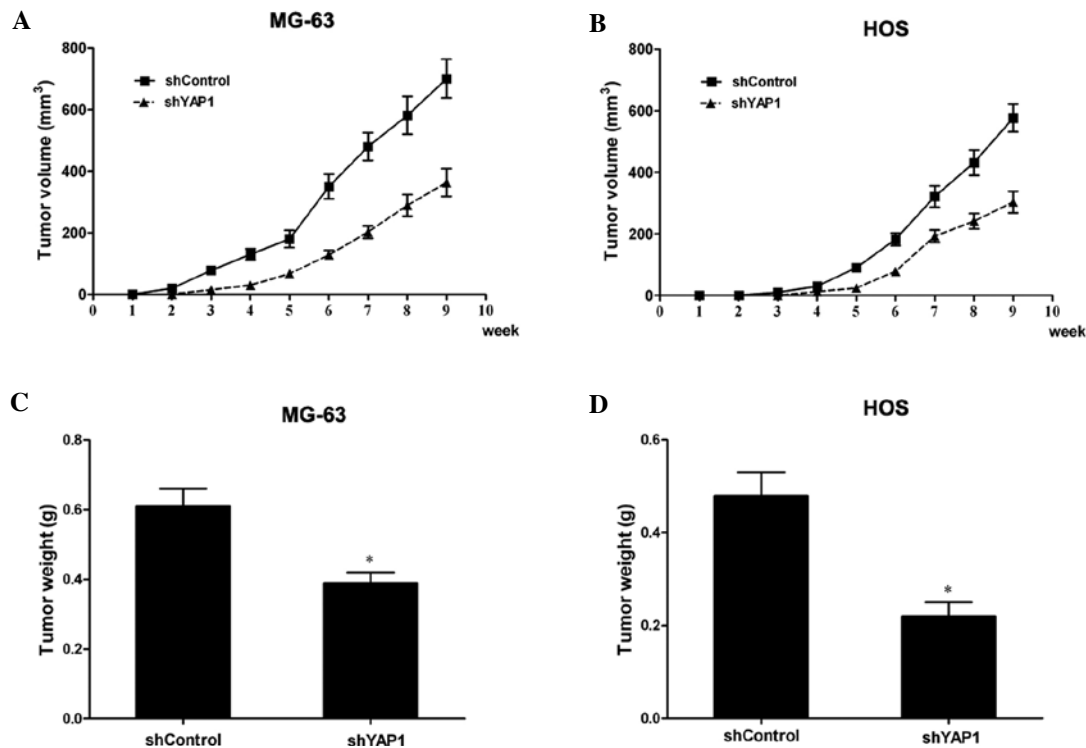 A
MG-63
800
600
400
200
0
Tumor volume (mm3)
shControl
shYAP1
0 1 2 3 4 5 6 7 8 9 10
week
B
HOS
800
600
400
200
0
Tumor volume (mm3)
shControl
shYAP1
0 1 2 3 4 5 6 7 8 9 10
week
C
MG-63
0.8
0.6
0.4
0.2
0.0
Tumor weight (g)
*
shControl shYAP1
D
HOS
0.6
0.4
0.2
0.0
Tumor weight (g)
*
shControl shYAP1